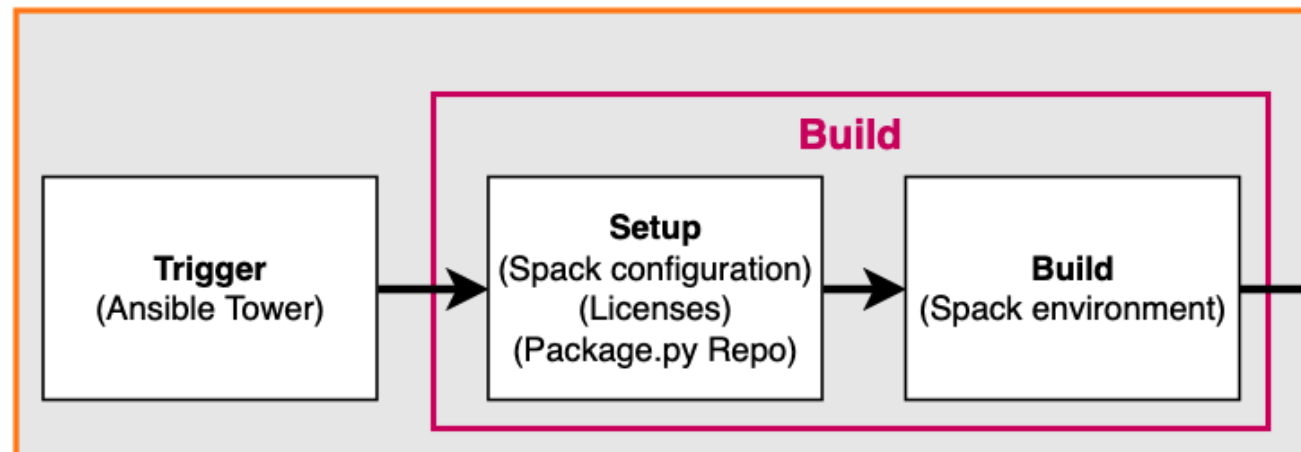 Build
Trigger
(Ansible Tower)
Setup
(Spack configuration)
(Licenses)
(Package.py Repo)
Build
(Spack environment)